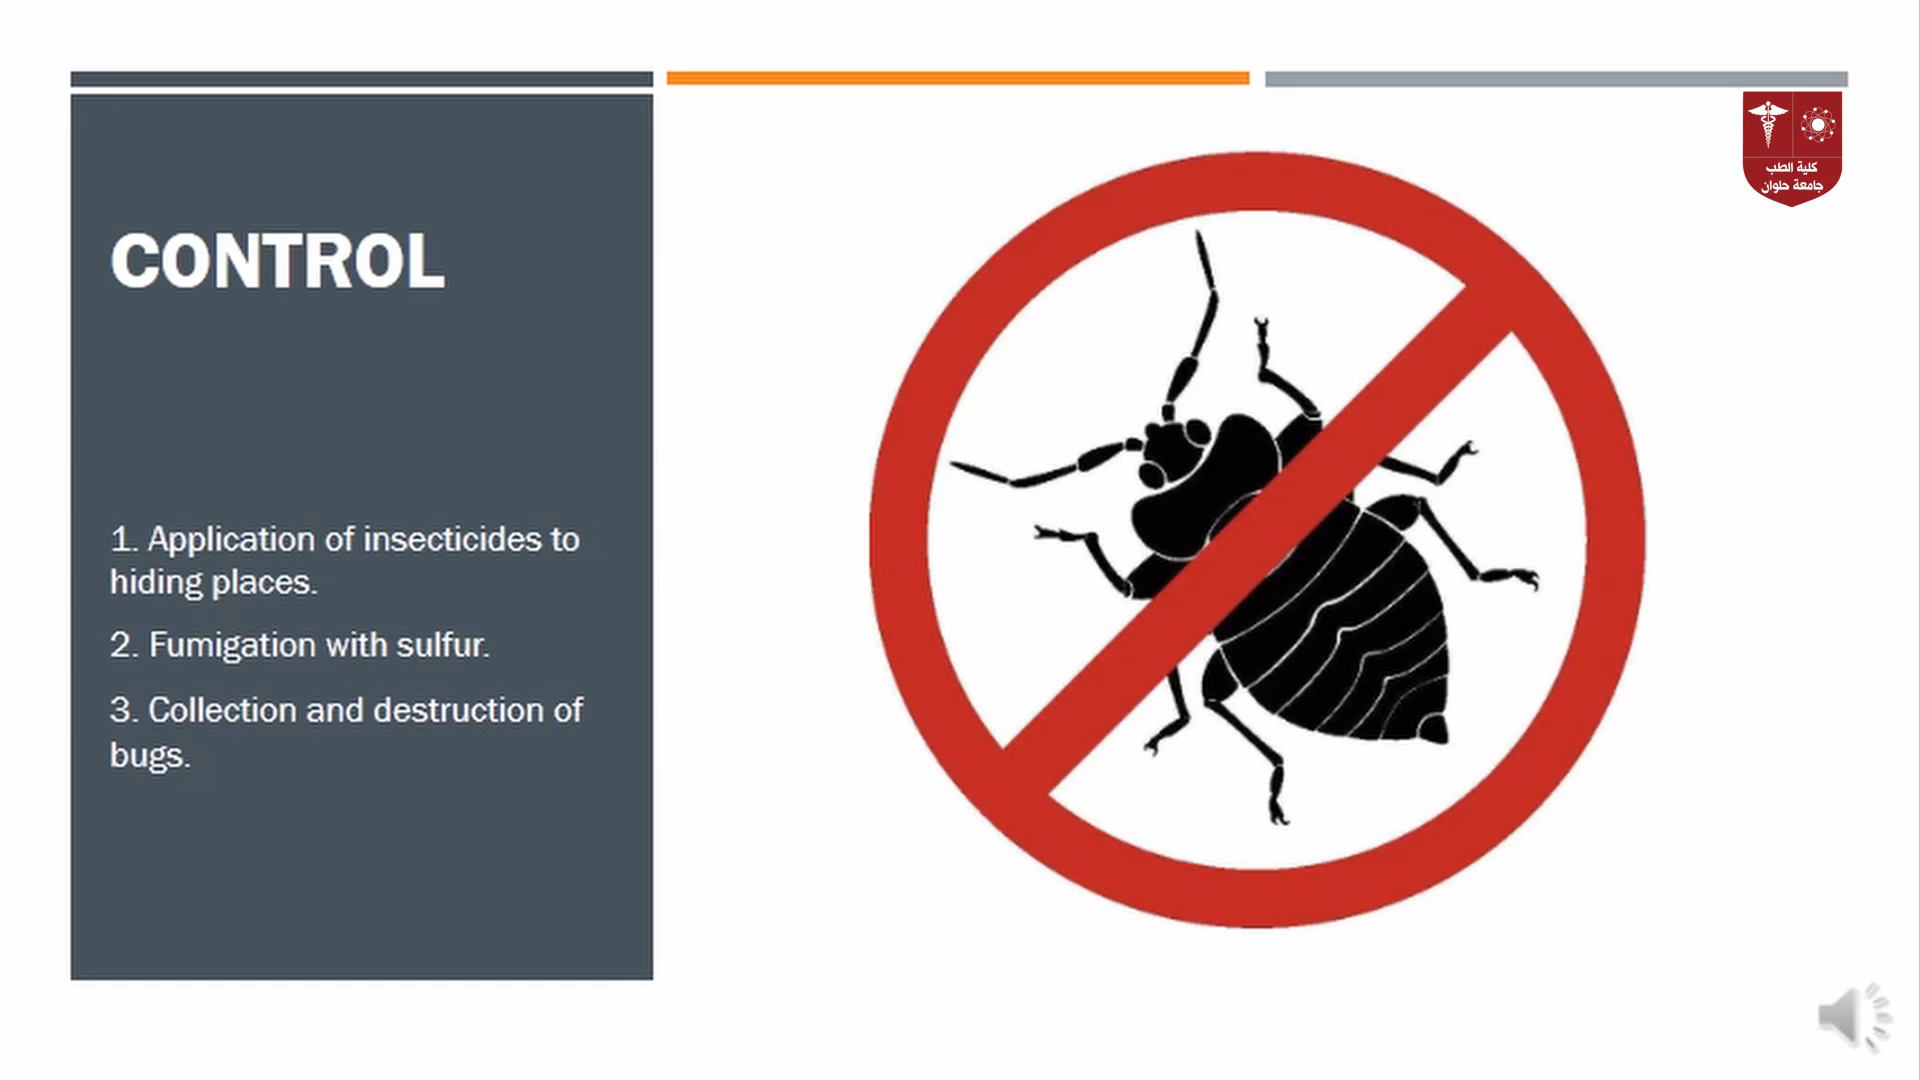 CONTROL
1. Application of insecticides to
hiding places.
2. Fumigation with sulfur.
3. Collection and destruction of
bugs.
كلية الطب
جامعة حلوان